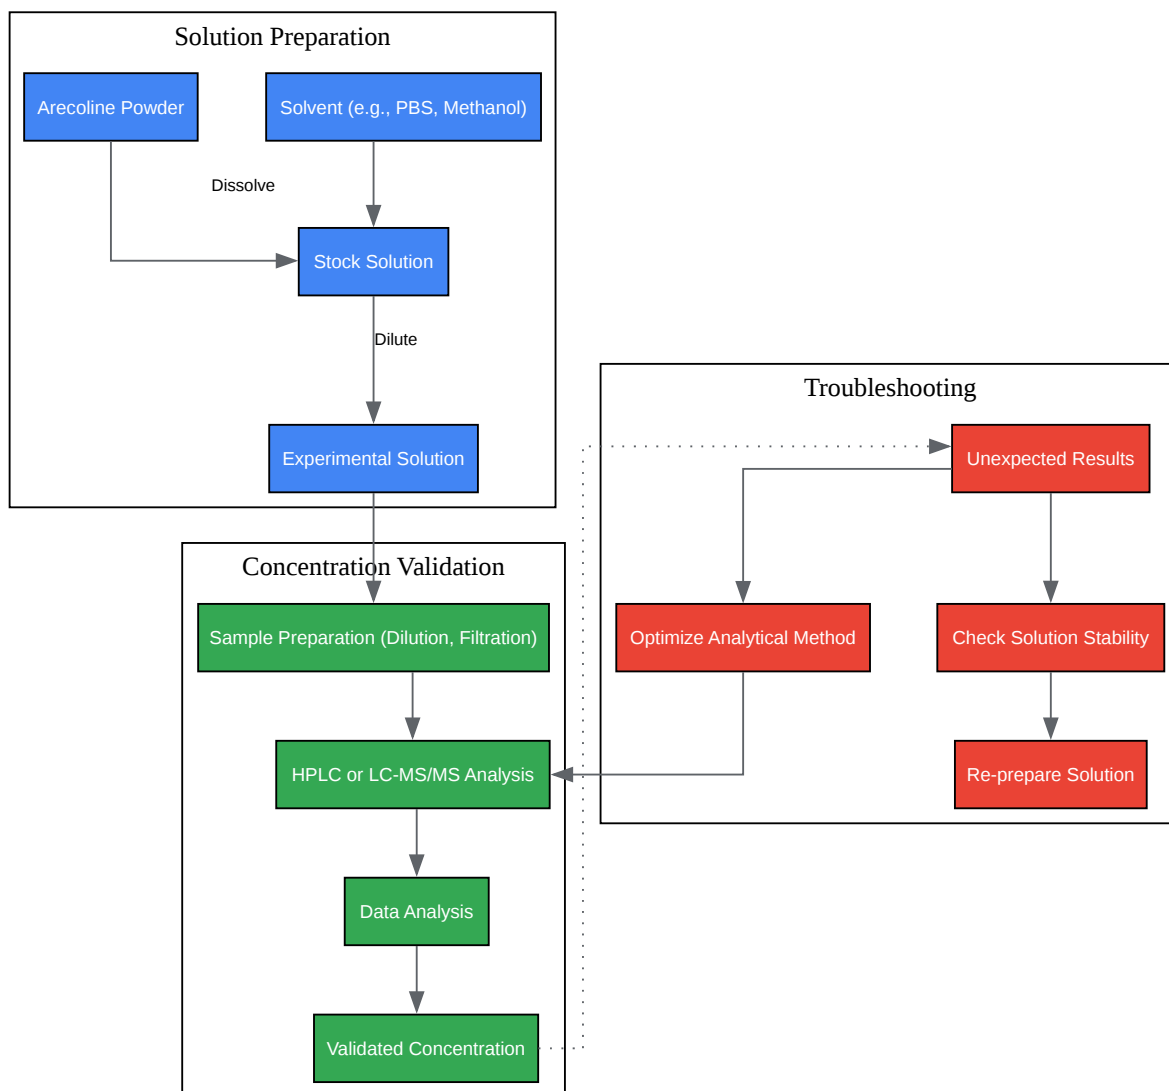 Solution Preparation
Arecoline Powder
Solvent (e.g., PBS, Methanol)
Dissolve
Stock Solution
Dilute
Experimental Solution
Concentration Validation
Sample Preparation (Dilution, Filtration)
HPLC or LC-MS/MS Analysis
Data Analysis
Validated Concentration
Troubleshooting
Unexpected Results
Optimize Analytical Method
Check Solution Stability
Re-prepare Solution